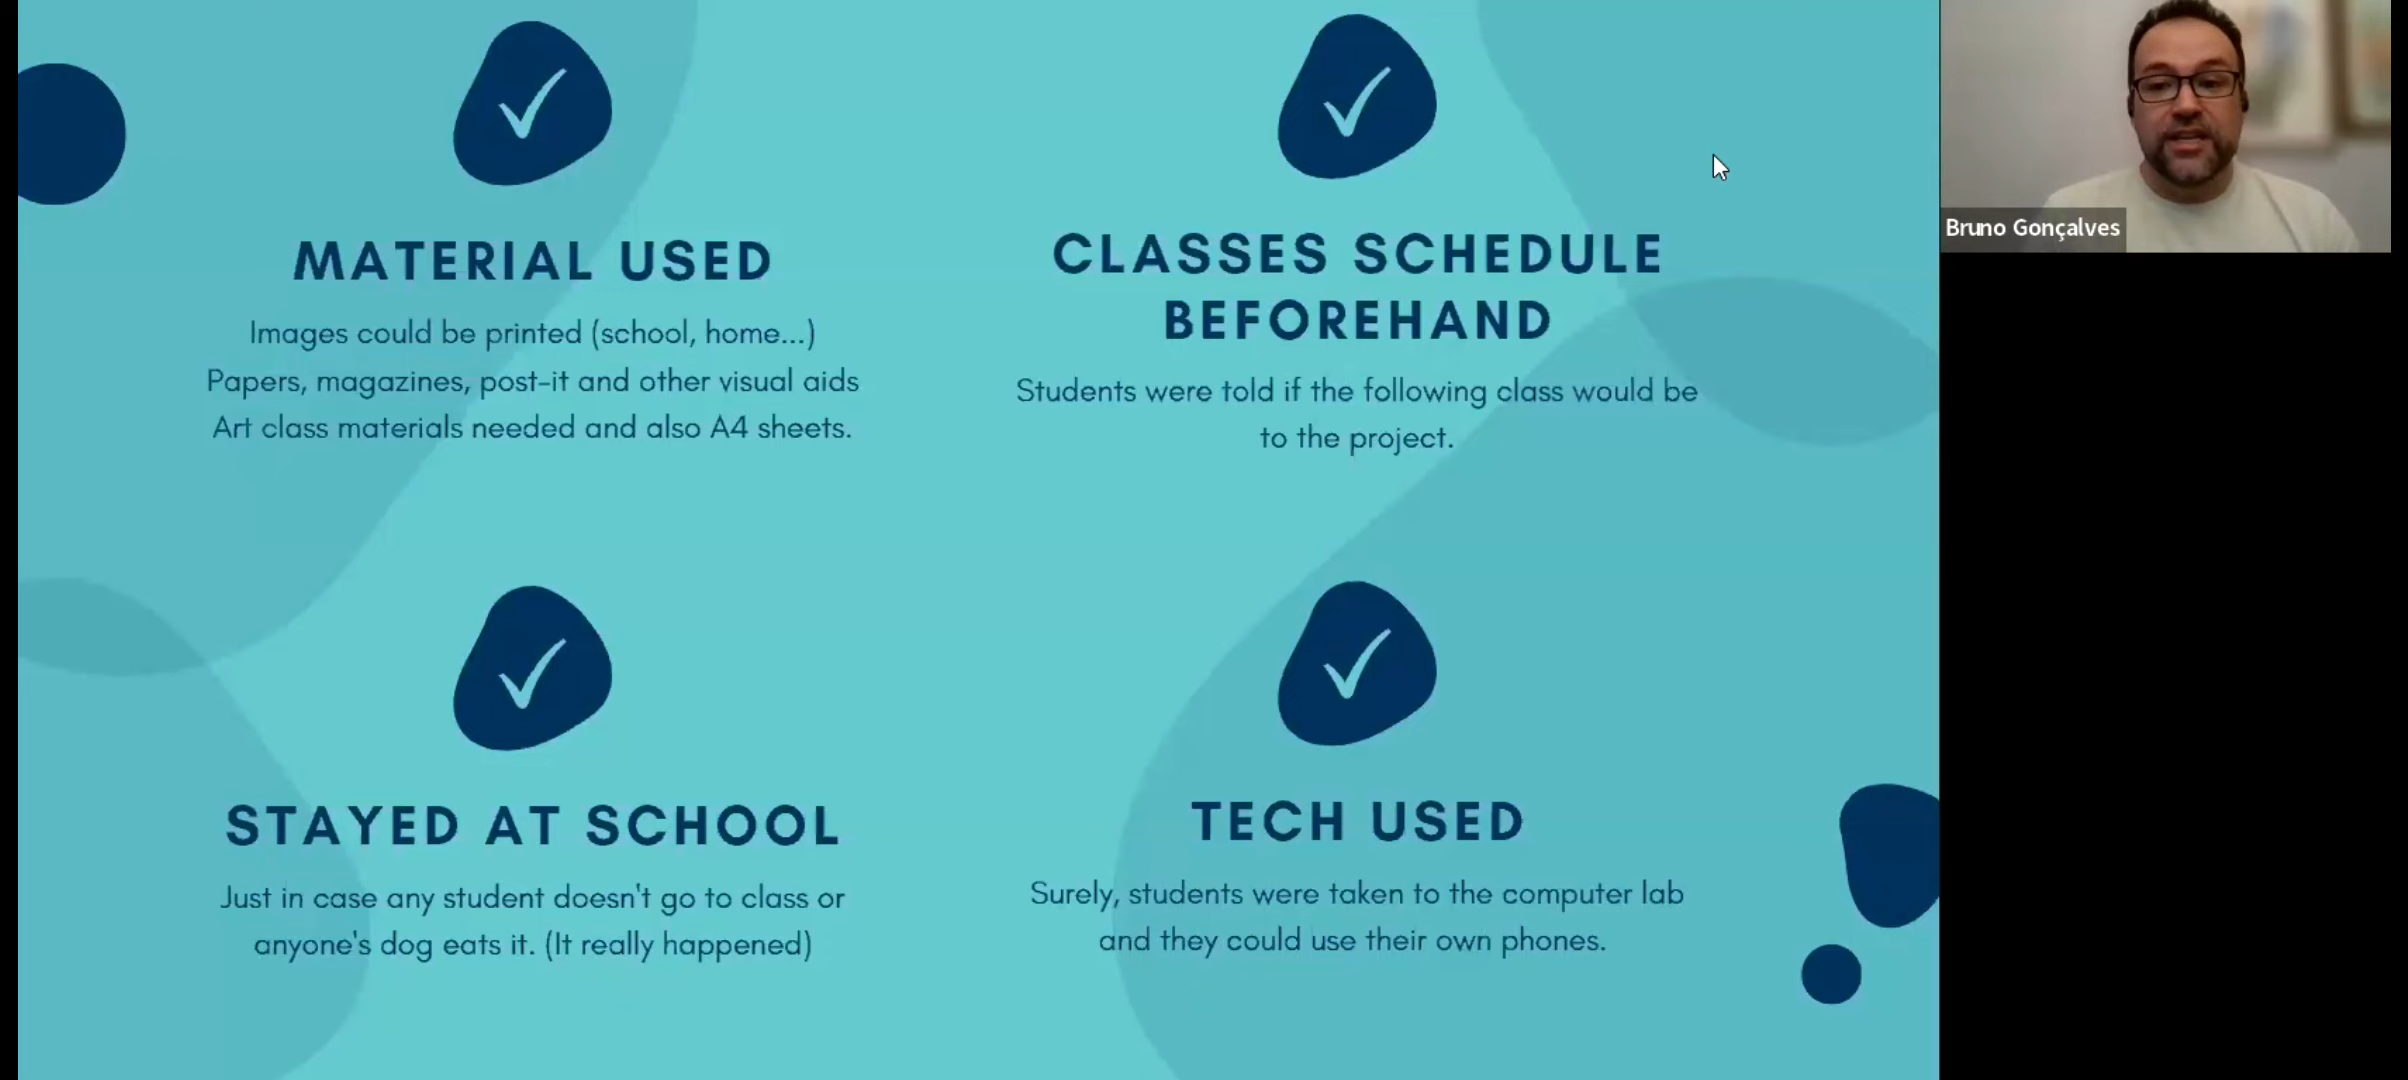 MATERIAL USED
Images could be printed (school, home...)
Papers, magazines, post-it and other visual aids
Art class materials needed and also A4 sheets.
CLASSES SCHEDULE
BEFOREHAND
Students were told if the following class would be
to the project.
STAYED AT SCHOOL
Just in case any student doesn't go to class or
anyone's dog eats it. (It really happened)
TECH USED
Surely, students were taken to the computer lab
and they could use their own phones.
Bruno Gonçalves